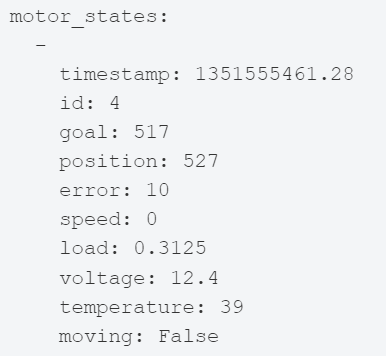 motor_states:
-
timestamp: 1351555461.28
id: 4
goal: 517
position: 527
error: 10
speed: 0
load: 0.3125
voltage: 12.4
temperature: 39
moving: False